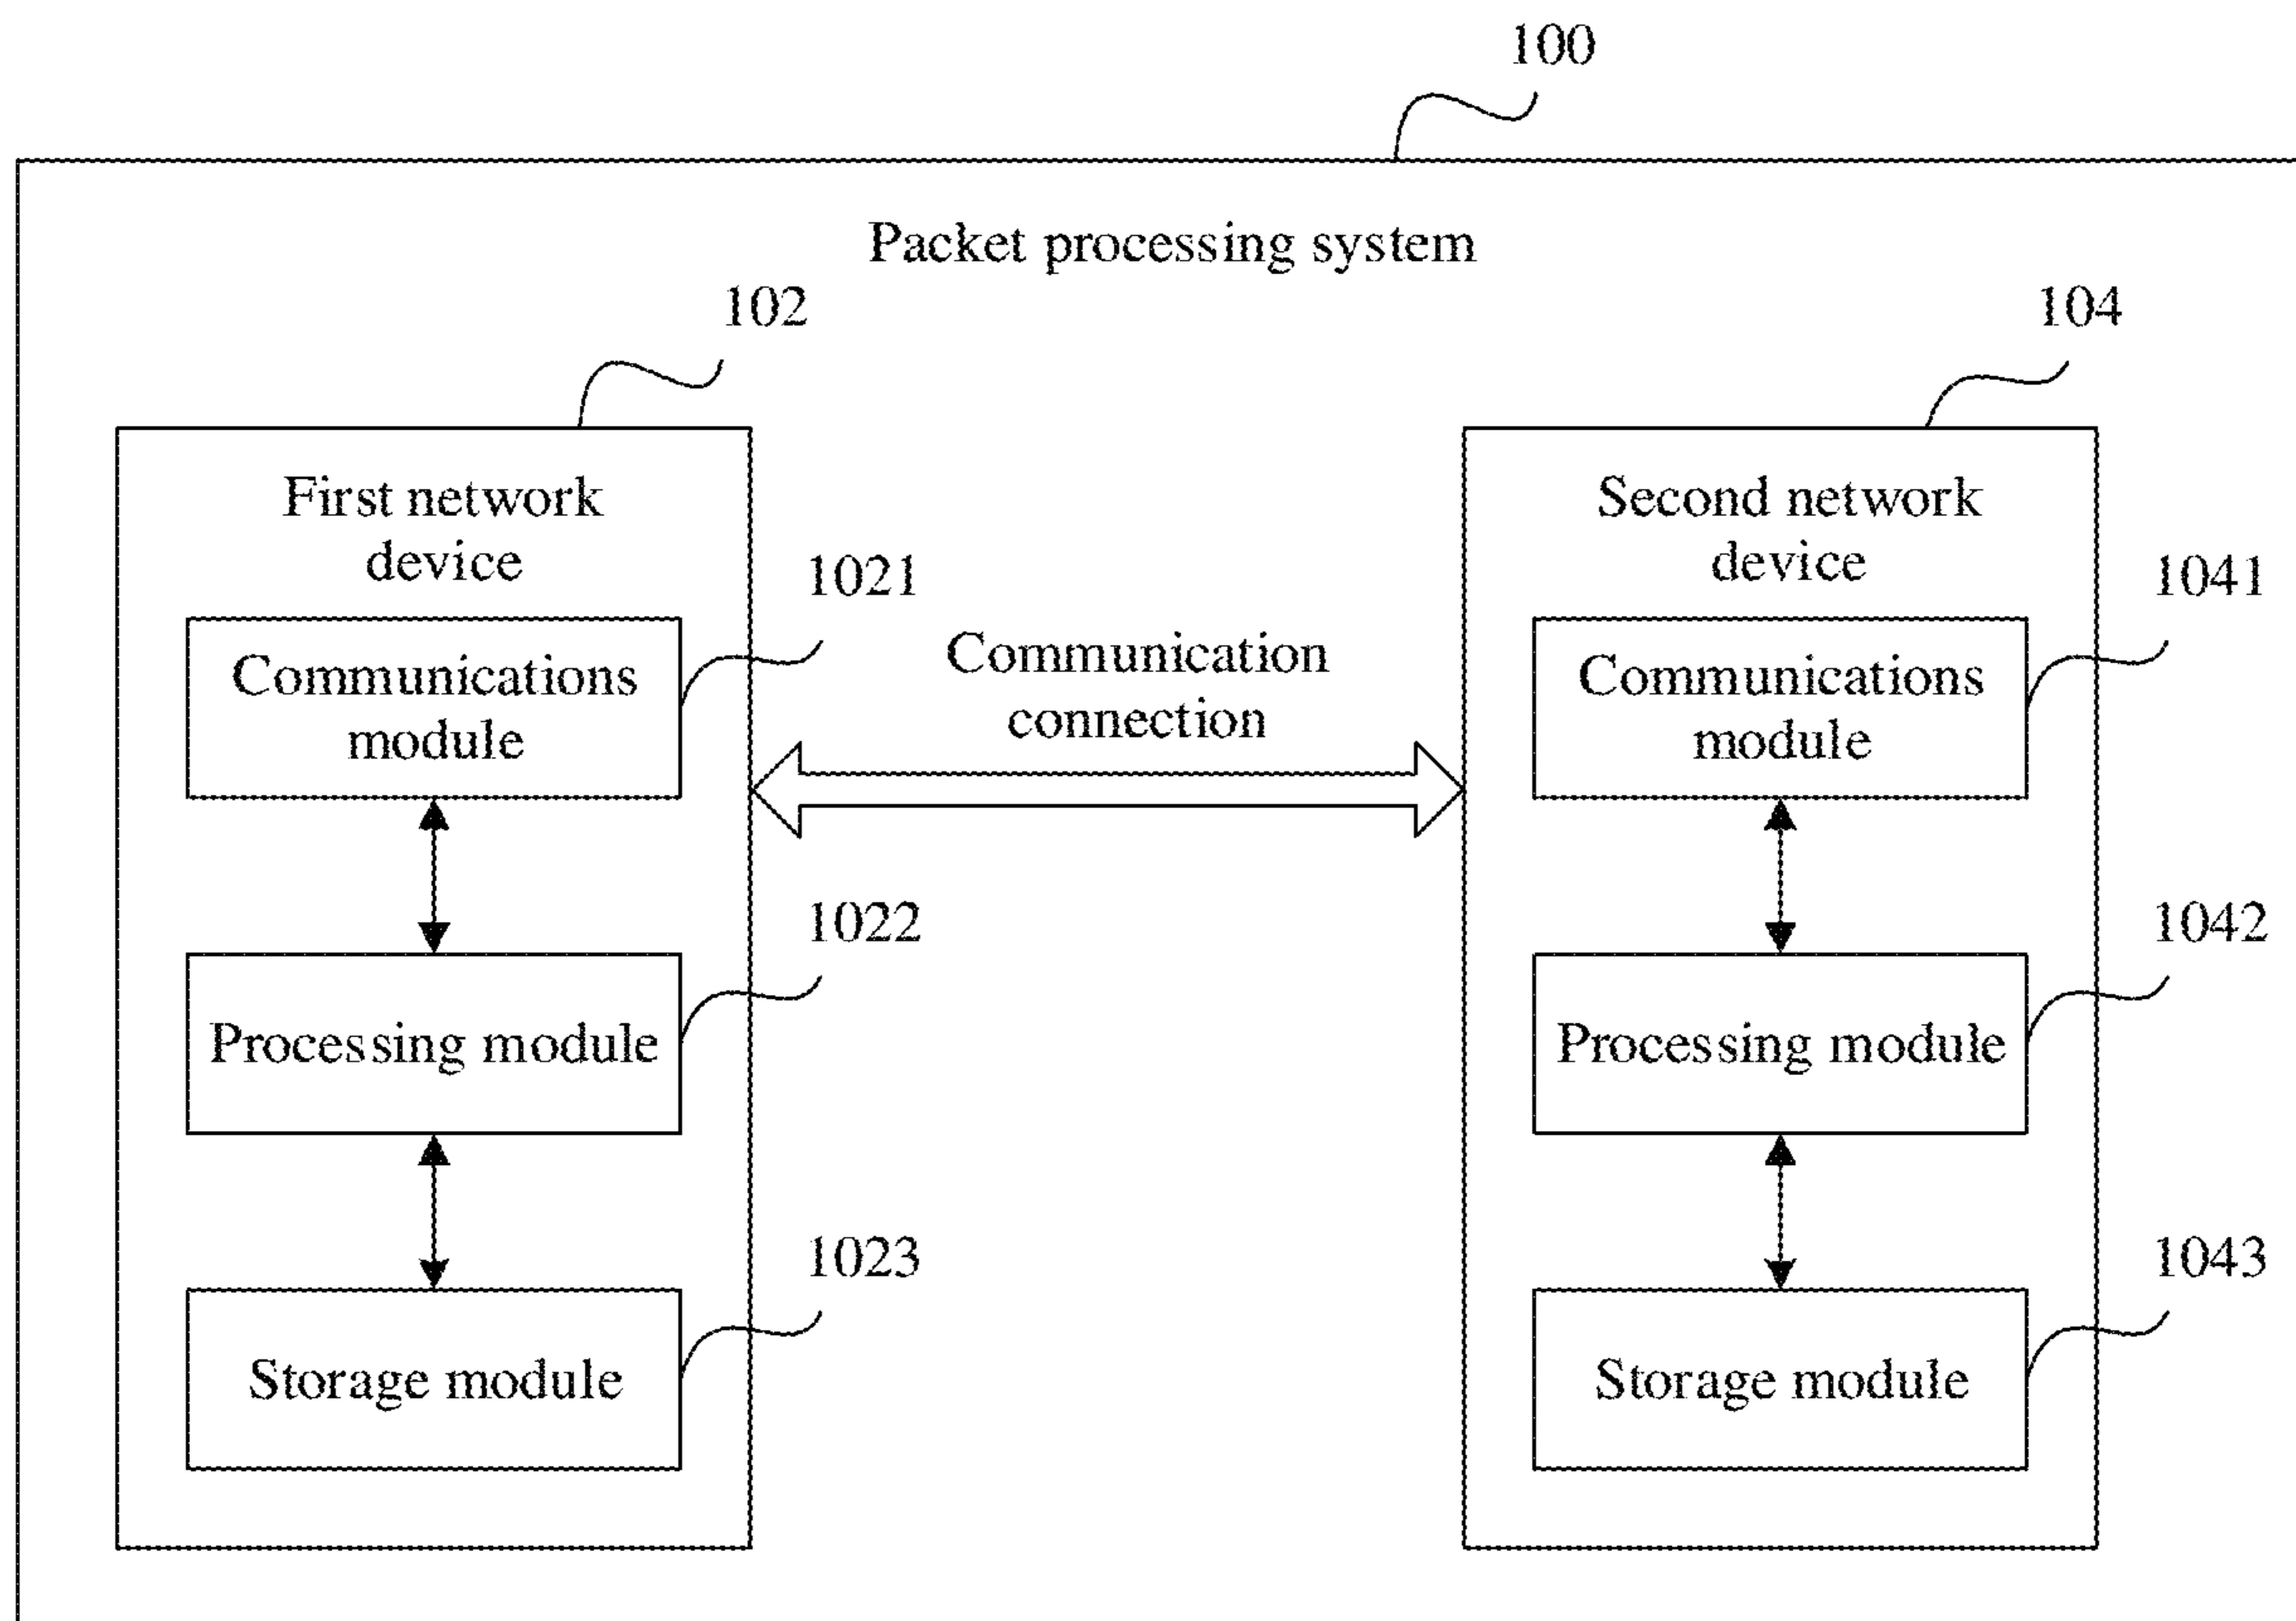 100
Packet processing system
102
104
First network
device
Second network
device
1021
1041
Communications
module
Communication
connection
Communications
module
1022
1042
Processing module
Processing module
1023
1043
Storage module
Storage module